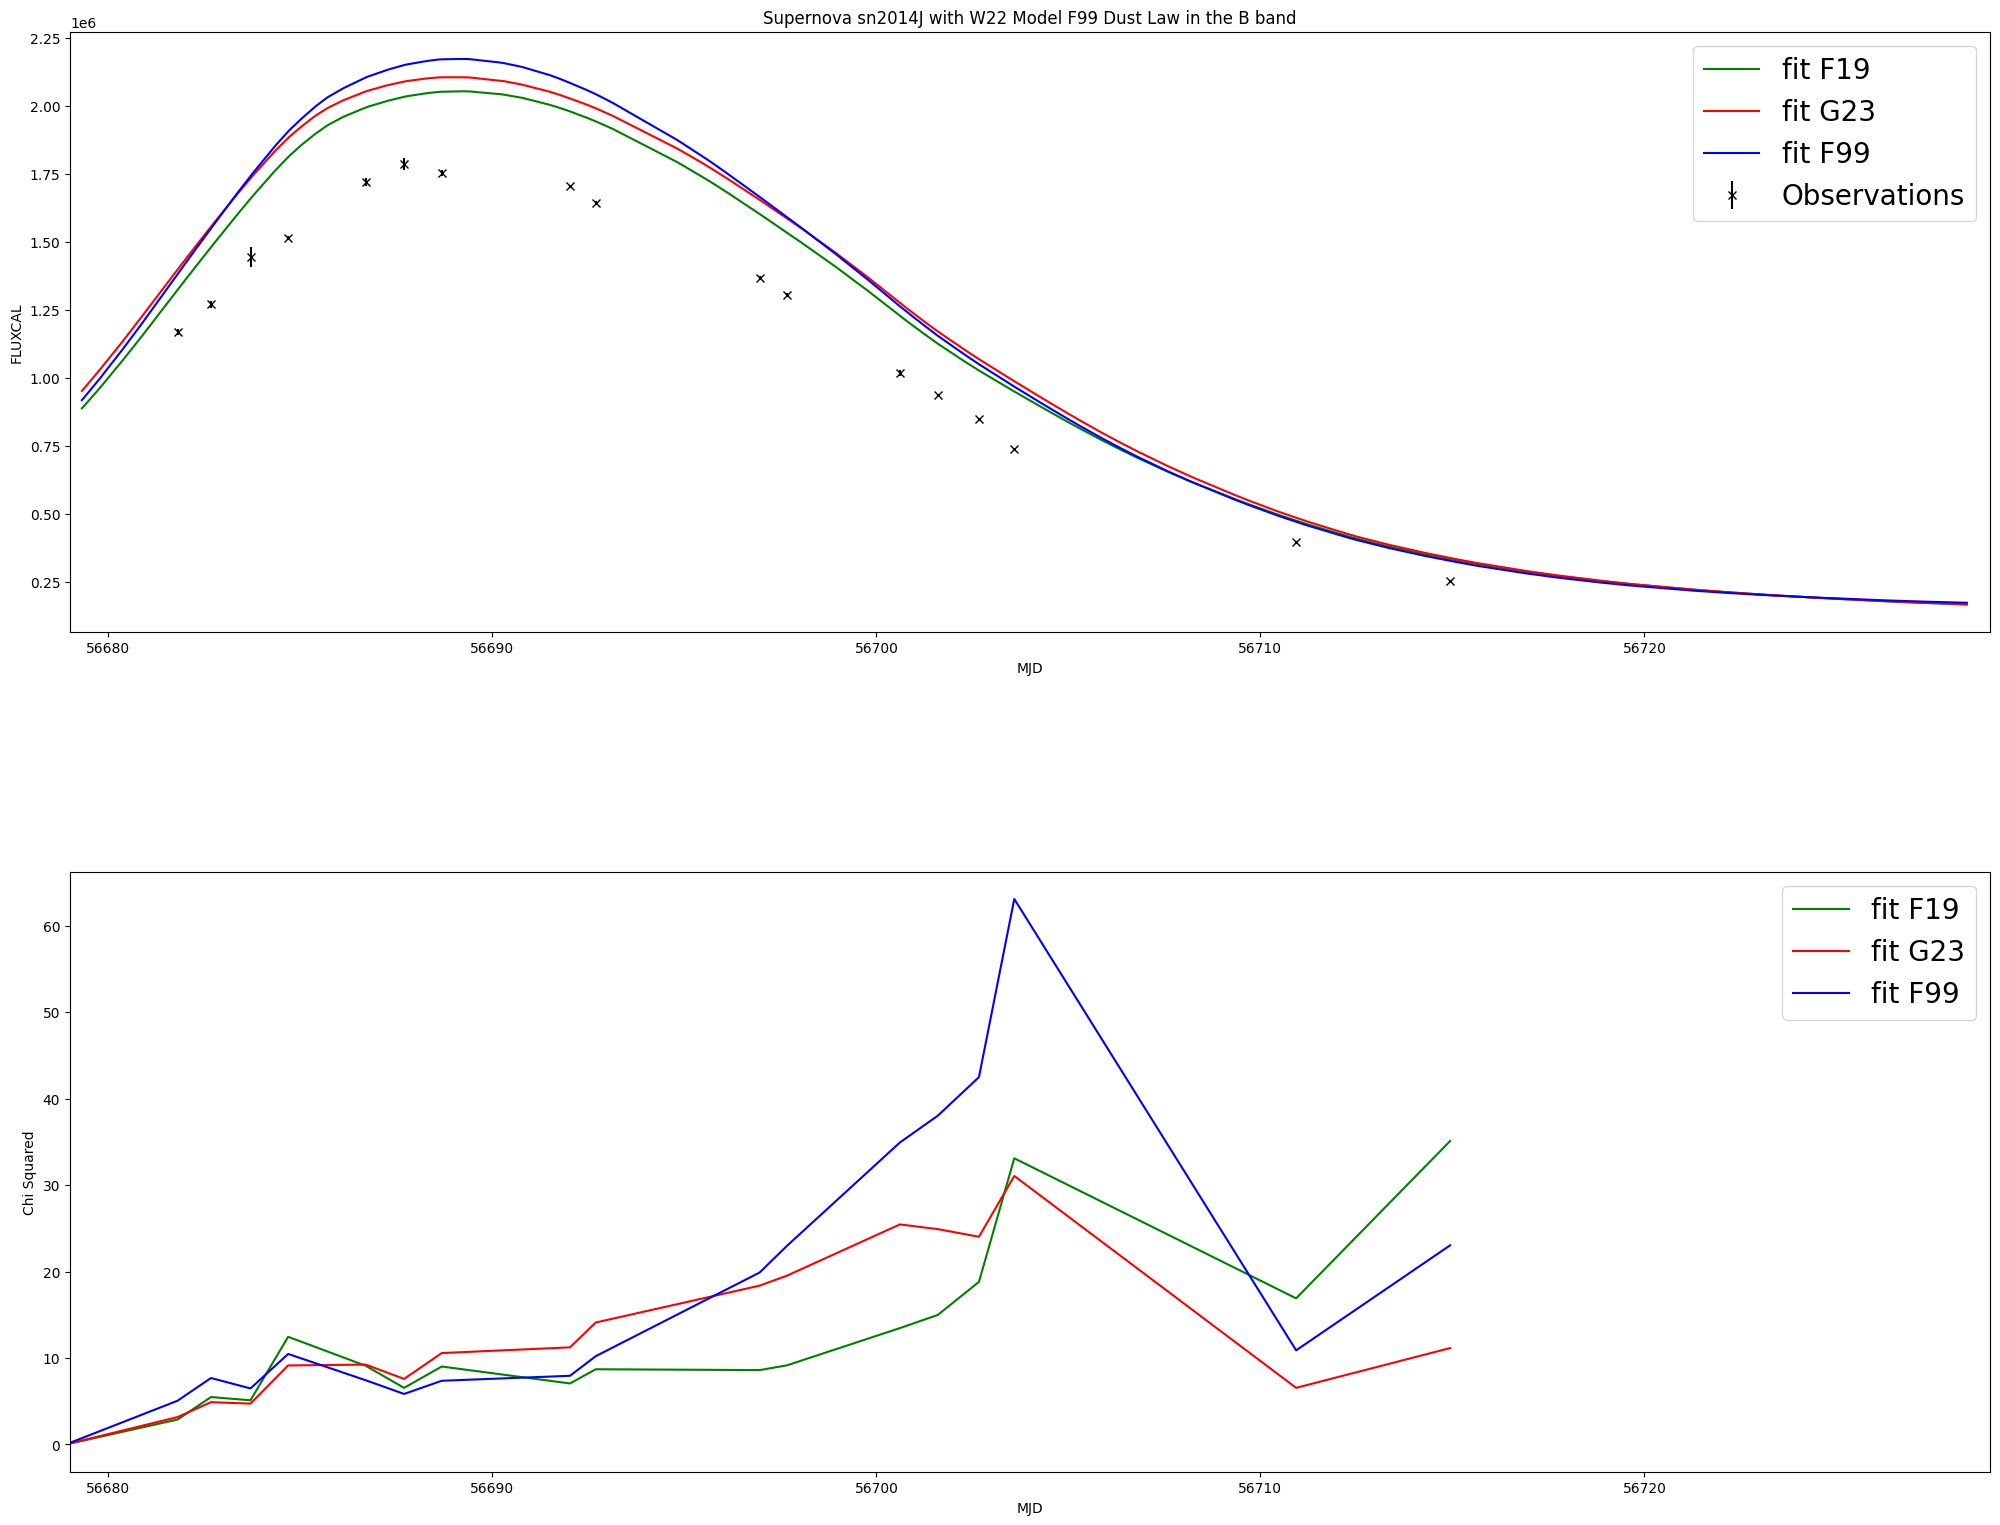 Supernova sn2014J with W22 Model F99 Dust Law in the B band
1e6
2.25
2.00
1.75
1.50
1.25
1.00
0.75
0.50
0.25
FLUXCAL
fit F19
fit G23
fit F99
Observations
56680 56690 56700 56710 56720
MJD
60
50
40
30
20
10
0
Chi Squared
fit F19
fit G23
fit F99
56680 56690 56700 56710 56720
MJD